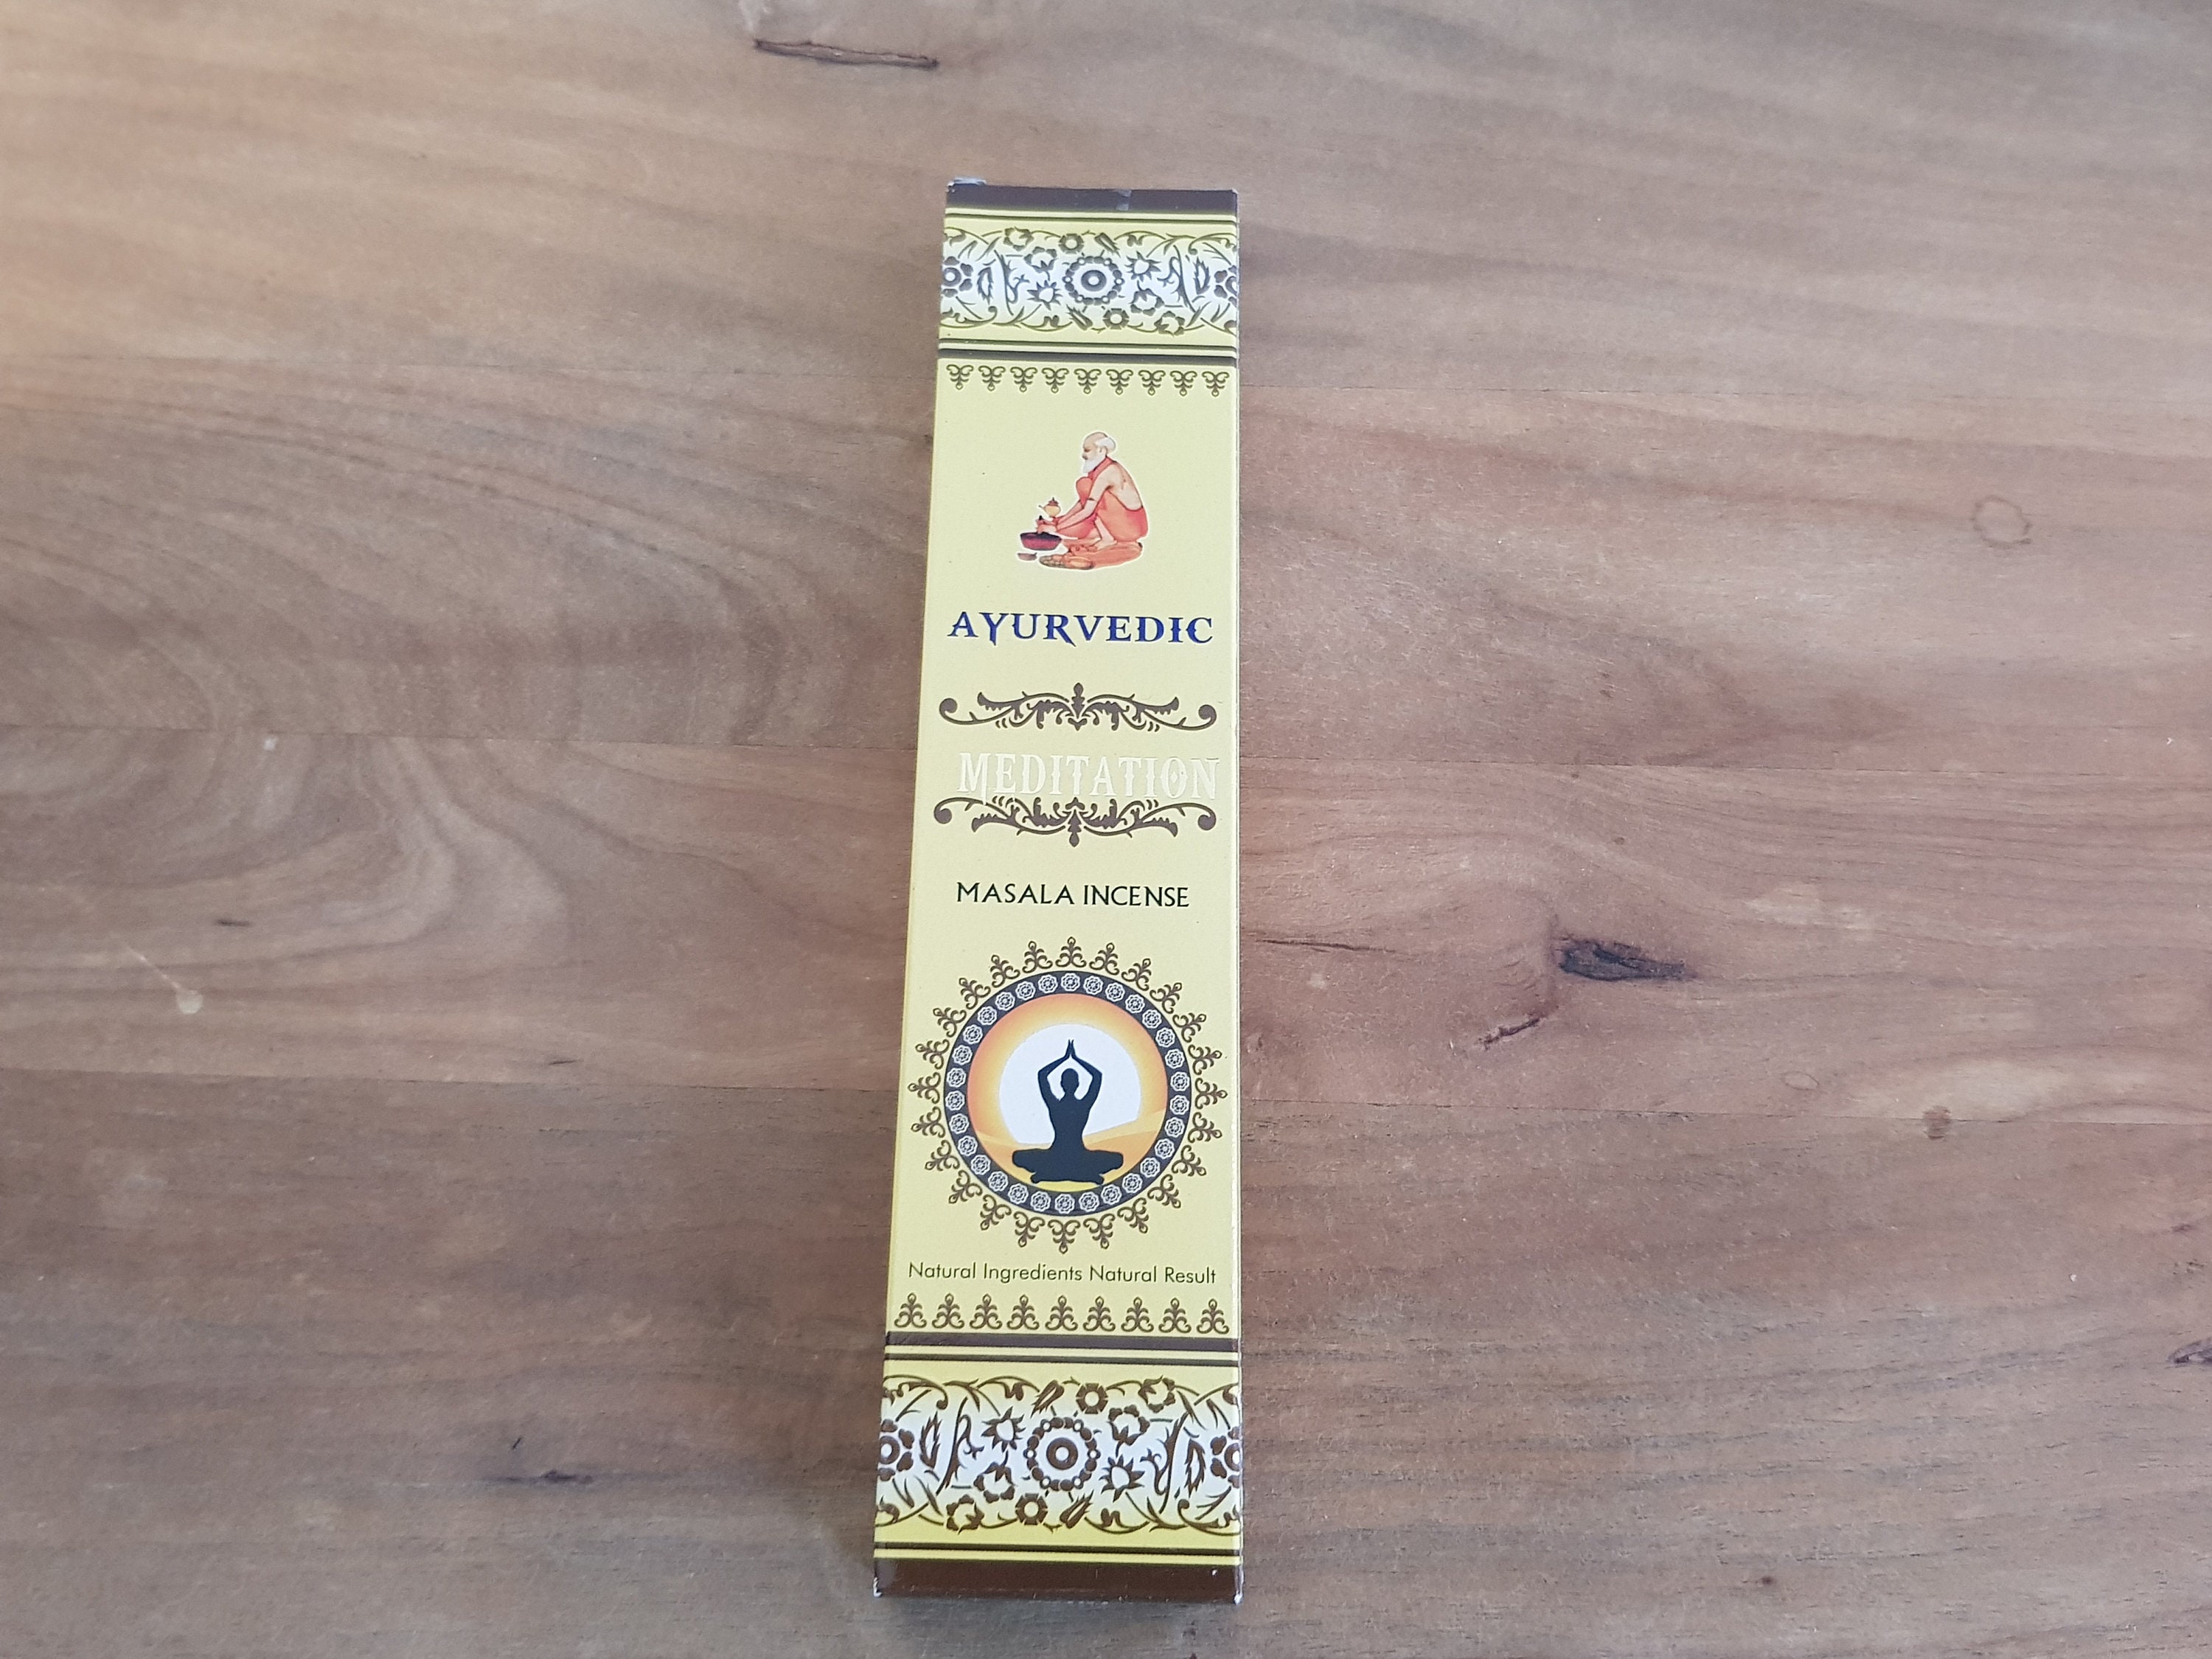 AYURVEDIC
MEDITATION
MASALA INCENSE
Natural Ingredients Natural Result